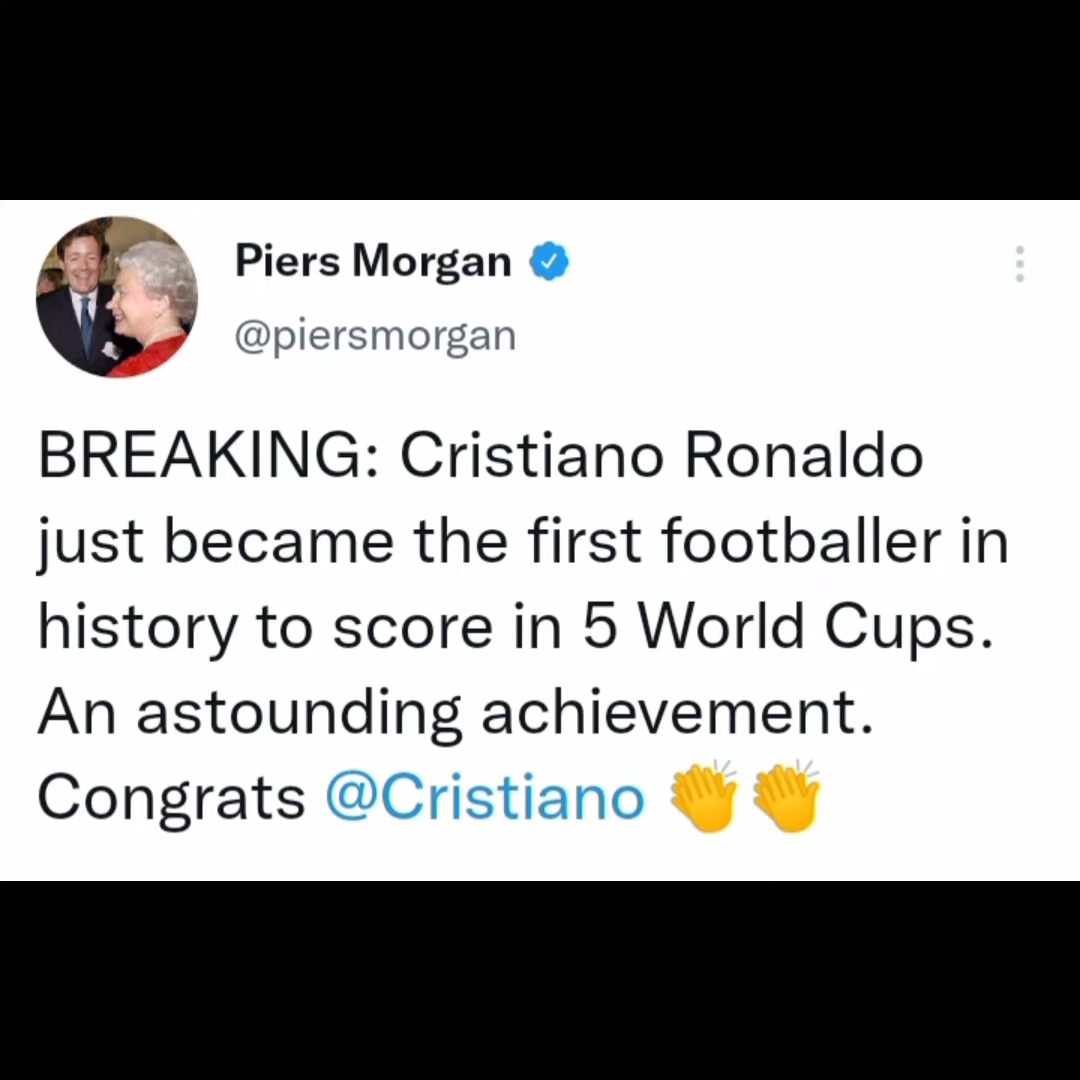 Piers Morgan
@piersmorgan
BREAKING: Cristiano Ronaldo
just became the first footballer in
history to score in 5 World Cups.
An astounding achievement.
Congrats @Cristiano 👏👏